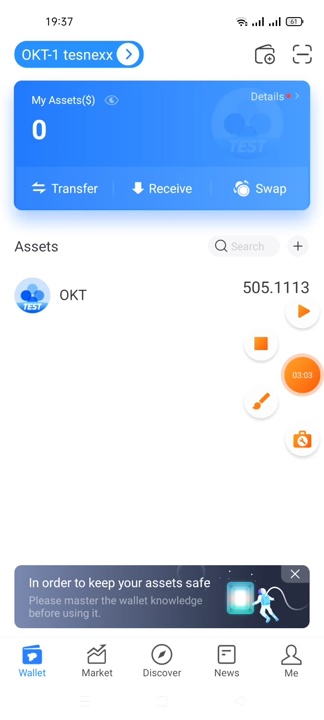 19:37
61
OKT-1 tesnexx
My Assets($)
Details
0
TEST
Transfer
Receive
Swap
Assets
Search
TEST
OKT
505.1113
03:03
In order to keep your assets safe
Please master the wallet knowledge
before using it.
Wallet
Market
Discover
News
Me